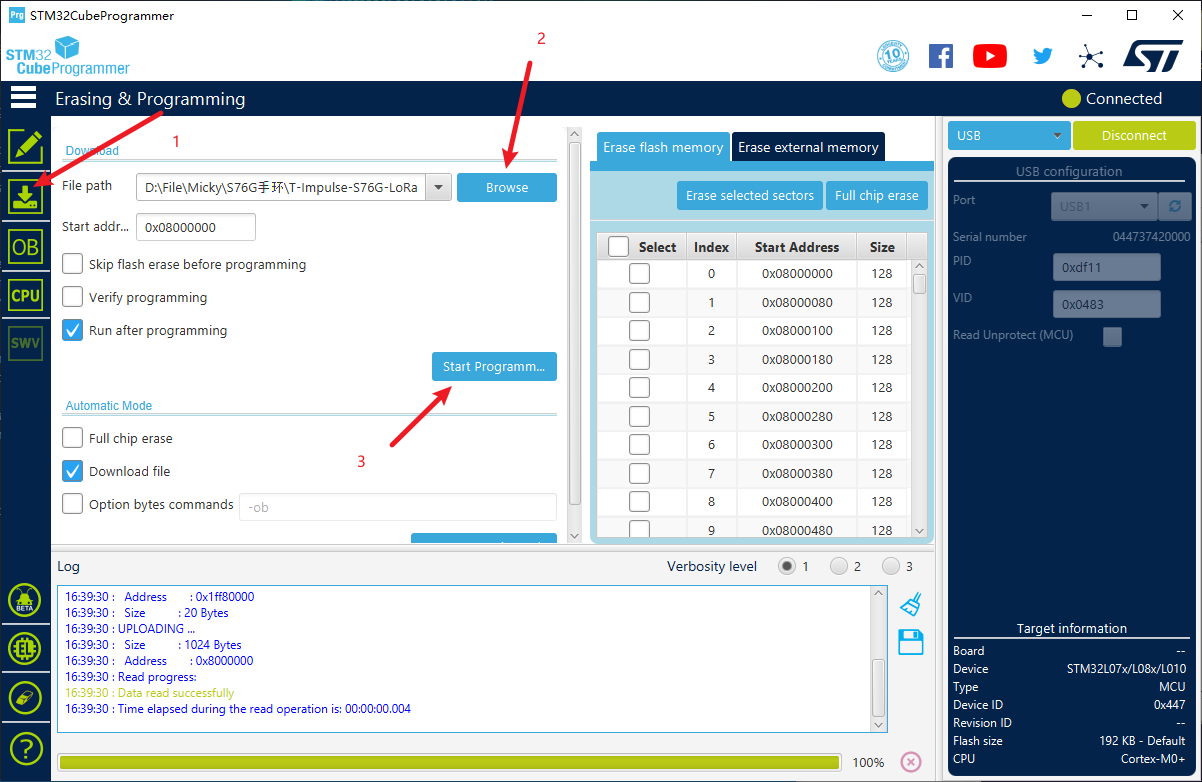 Prg STM32CubeProgrammer
STM32
CubeProgrammer
10 YEARS
2
Erasing & Programming
Connected
1
Download
File path
D:\File\Micky\S76G手环\T-Impulse-S76G-LoRa
Browse
Start addr...
0x08000000
Skip flash erase before programming
Verify programming
Run after programming
Start Programm...
3
Automatic Mode
Full chip erase
Download file
Option bytes commands
-ob
OB
CPU
SWV
BETA
?
Erase flash memory
Erase external memory
Erase selected sectors
Full chip erase
Select Index Start Address Size
0 0x08000000 128
1 0x08000080 128
2 0x08000100 128
3 0x08000180 128
4 0x08000200 128
5 0x08000280 128
6 0x08000300 128
7 0x08000380 128
8 0x08000400 128
9 0x08000480 128
USB
Disconnect
USB configuration
Port USB1
Serial number 044737420000
PID 0xdf11
VID 0x0483
Read Unprotect (MCU)
Log
Verbosity level 1 2 3
16:39:30 : Address : 0x1ff80000
16:39:30 : Size : 20 Bytes
16:39:30 : UPLOADING ...
16:39:30 : Size : 1024 Bytes
16:39:30 : Address : 0x8000000
16:39:30 : Read progress:
16:39:30 : Data read successfully
16:39:30 : Time elapsed during the read operation is: 00:00:00.004
100%
Target information
Board --
Device STM32L07x/L08x/L010
Type MCU
Device ID 0x447
Revision ID --
Flash size 192 KB - Default
CPU Cortex-M0+